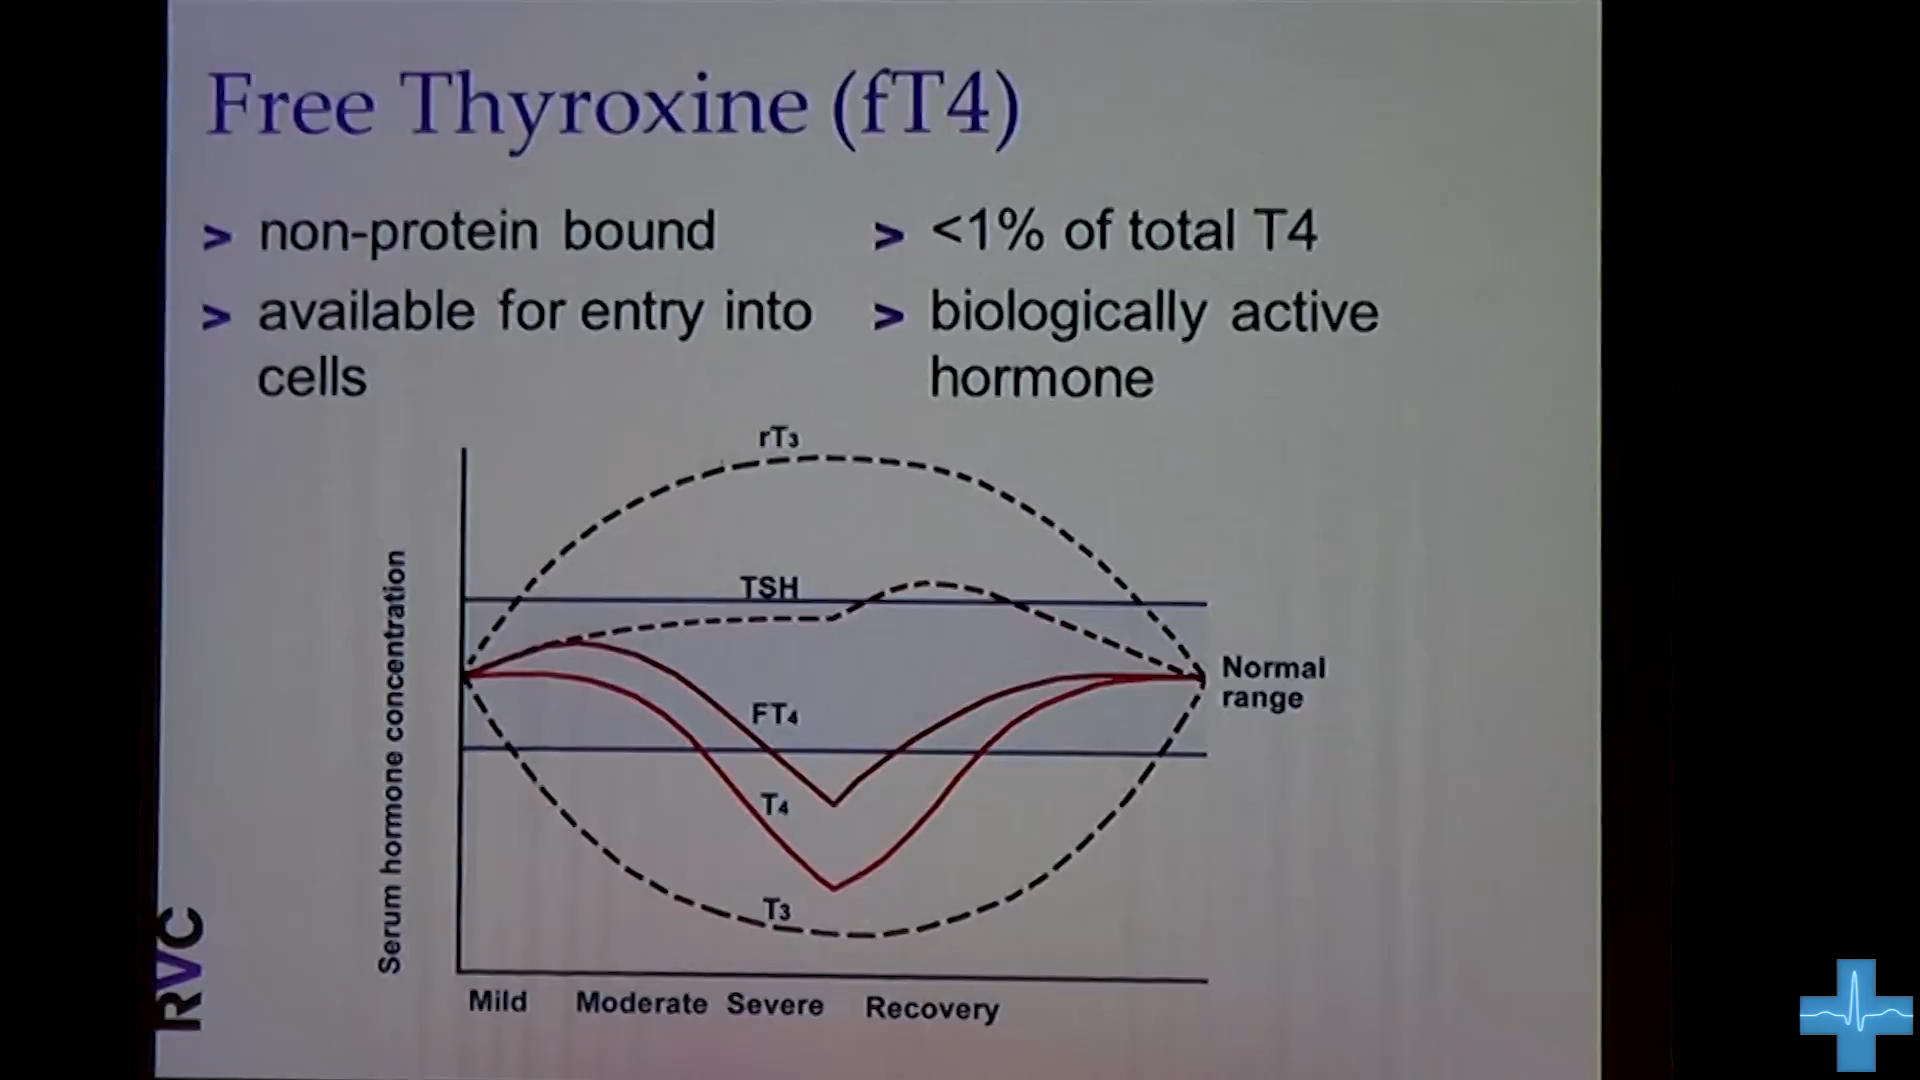 Free Thyroxine (fT4)
> non-protein bound
> available for entry into
cells
> <1% of total T4
> biologically active
hormone
rT3
TSH
FT4
T4
T3
Serum hormone concentration
Normal
range
Mild Moderate Severe Recovery
RVC